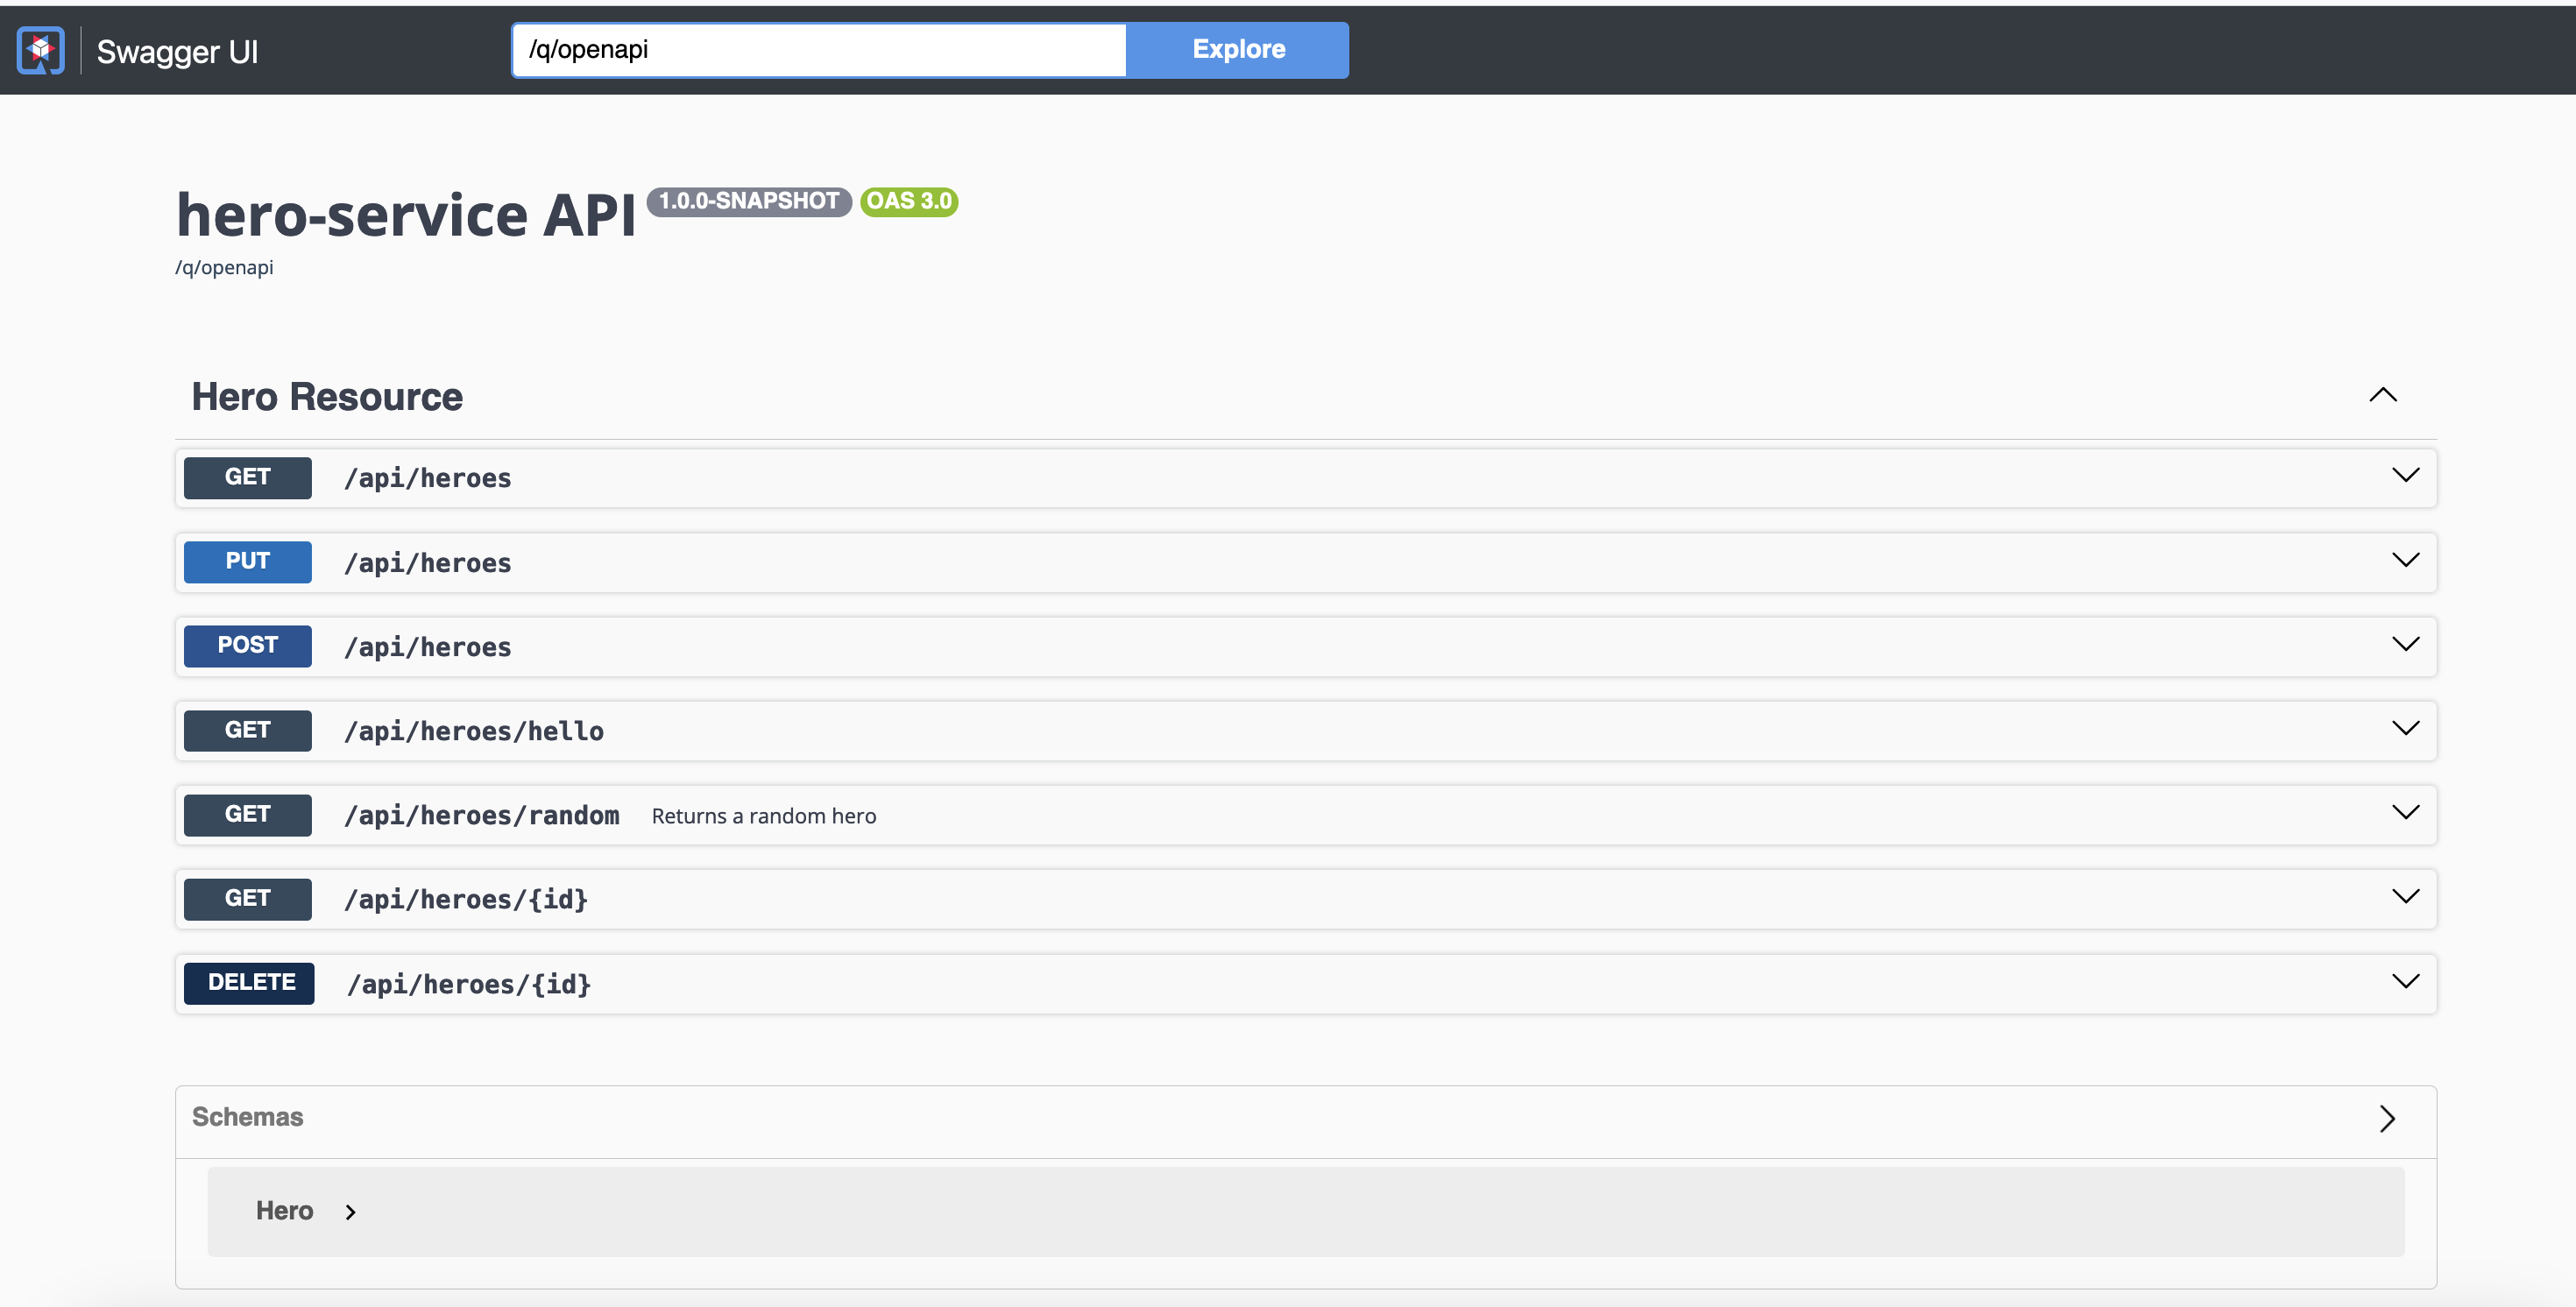 Swagger UI
/q/openapi
Explore
hero-service API 1.0.0-SNAPSHOT OAS 3.0
/q/openapi
Hero Resource
GET /api/heroes
PUT /api/heroes
POST /api/heroes
GET /api/heroes/hello
GET /api/heroes/random Returns a random hero
GET /api/heroes/{id}
DELETE /api/heroes/{id}
Schemas
Hero